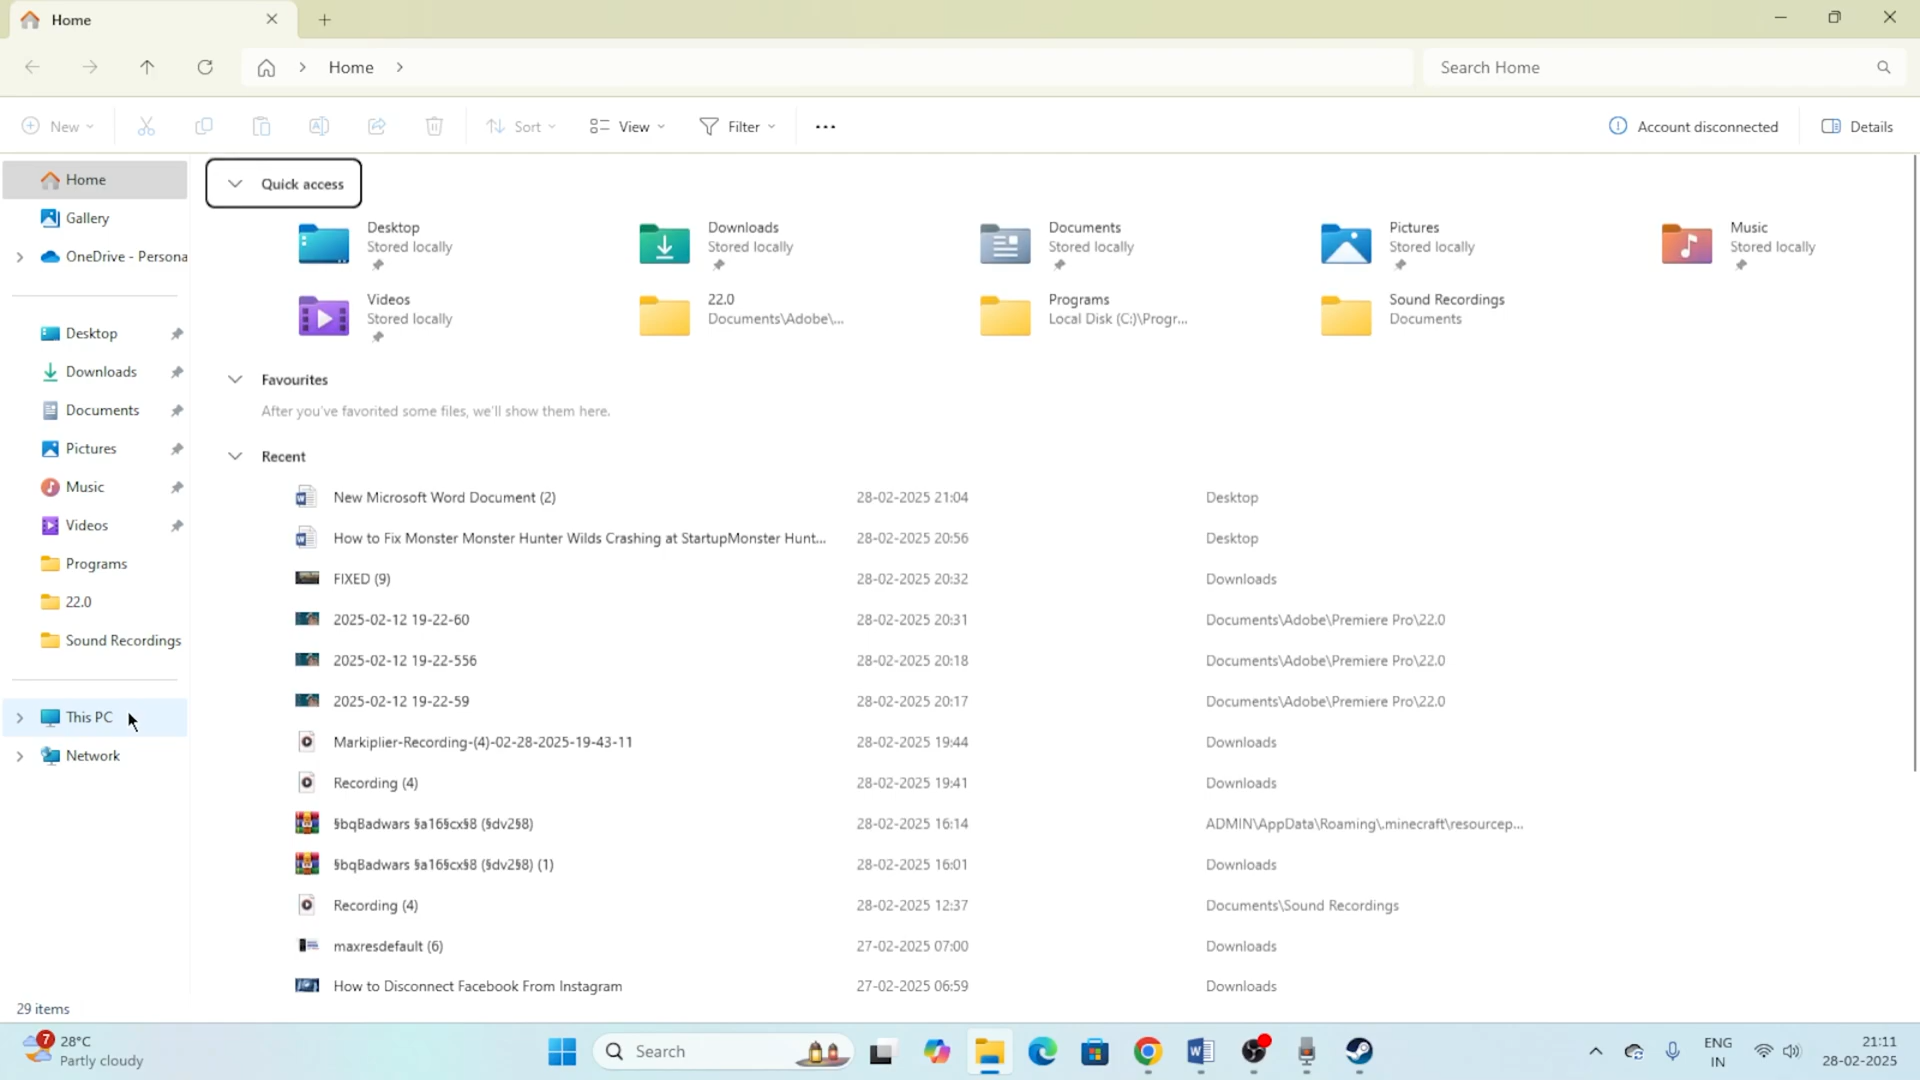 Home
Home
Search Home
New
Sort
View
Filter
Account disconnected
Details
Home
Gallery
OneDrive - Persona
Desktop
Downloads
Documents
Pictures
Music
Videos
Programs
22.0
Sound Recordings
This PC
Network
Quick access
Desktop
Stored locally
Downloads
Stored locally
Documents
Stored locally
Pictures
Stored locally
Music
Stored locally
Videos
Stored locally
22.0
Documents\Adobe\...
Programs
Local Disk (C:)\Progr...
Sound Recordings
Documents
Favourites
After you've favorited some files, we'll show them here.
Recent
New Microsoft Word Document (2) 28-02-2025 21:04 Desktop
How to Fix Monster Monster Hunter Wilds Crashing at StartupMonster Hunt... 28-02-2025 20:56 Desktop
FIXED (9) 28-02-2025 20:32 Downloads
2025-02-12 19-22-60 28-02-2025 20:31 Documents\Adobe\Premiere Pro\22.0
2025-02-12 19-22-556 28-02-2025 20:18 Documents\Adobe\Premiere Pro\22.0
2025-02-12 19-22-59 28-02-2025 20:17 Documents\Adobe\Premiere Pro\22.0
Markiplier-Recording-(4)-02-28-2025-19-43-11 28-02-2025 19:44 Downloads
Recording (4) 28-02-2025 19:41 Downloads
§bqBadwars §a16§cx§8 (§dv2§8) 28-02-2025 16:14 ADMIN\AppData\Roaming\.minecraft\resourcep...
§bqBadwars §a16§cx§8 (§dv2§8) (1) 28-02-2025 16:01 Downloads
Recording (4) 28-02-2025 12:37 Documents\Sound Recordings
maxresdefault (6) 27-02-2025 07:00 Downloads
How to Disconnect Facebook From Instagram 27-02-2025 06:59 Downloads
29 items
7
28°C
Partly cloudy
Search
ENG
IN
21:11
28-02-2025